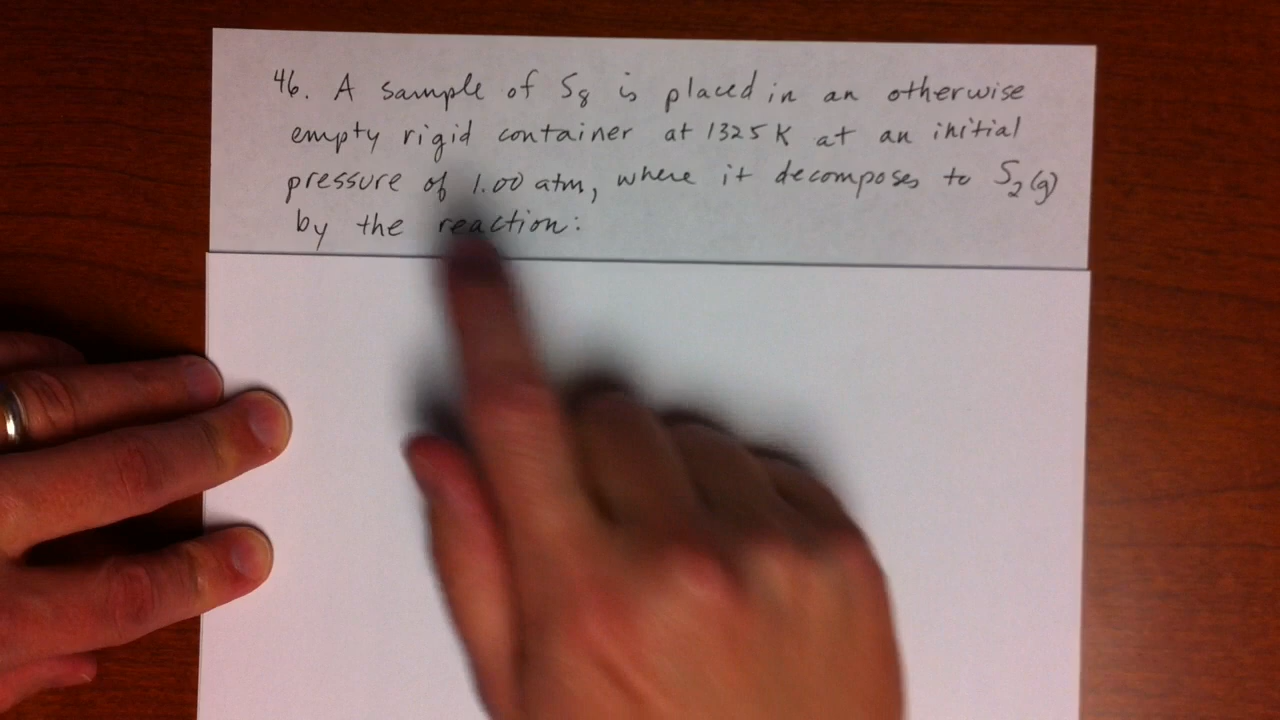 46. A sample of S8 is placed in an otherwise
empty rigid container at 1325 K at an initial
pressure of 1.00 atm, where it decomposes to S2(g)
by the reaction: